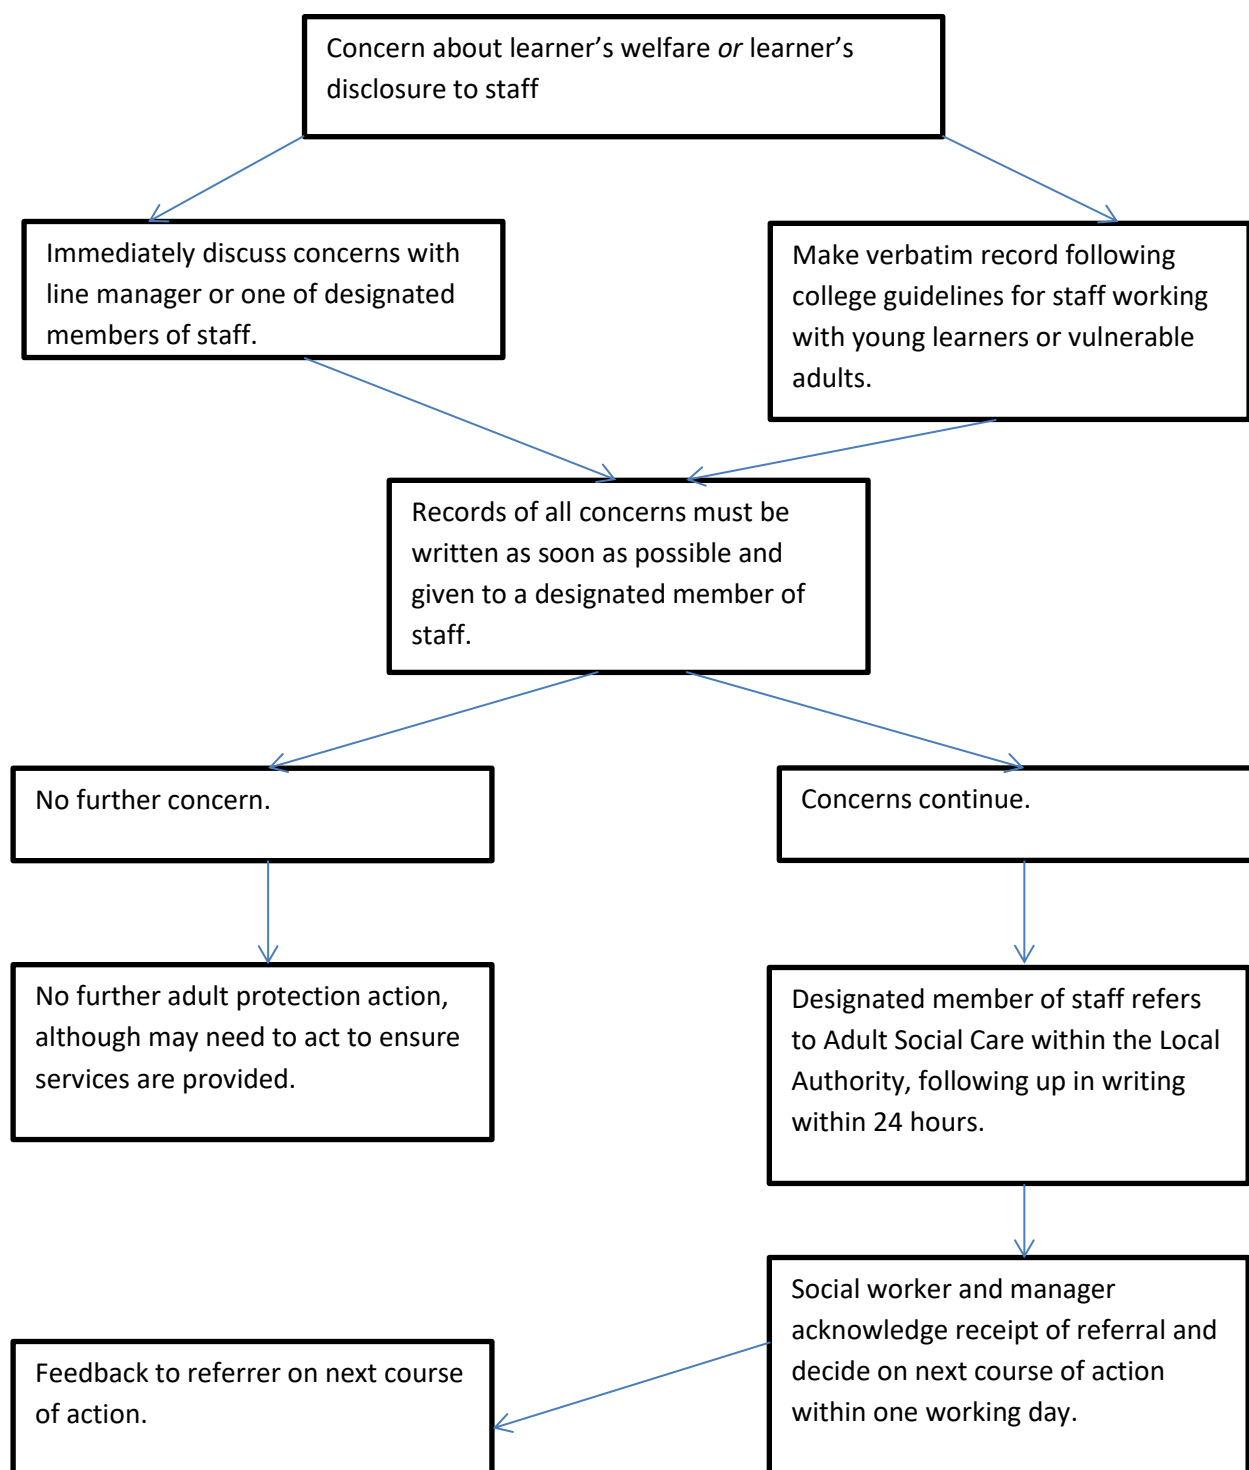 Concern about learner’s welfare or learner’s
disclosure to staff
Immediately discuss concerns with
line manager or one of designated
members of staff.
Make verbatim record following
college guidelines for staff working
with young learners or vulnerable
adults.
Records of all concerns must be
written as soon as possible and
given to a designated member of
staff.
No further concern.
Concerns continue.
No further adult protection action,
although may need to act to ensure
services are provided.
Designated member of staff refers
to Adult Social Care within the Local
Authority, following up in writing
within 24 hours.
Social worker and manager
acknowledge receipt of referral and
decide on next course of action
within one working day.
Feedback to referrer on next course
of action.